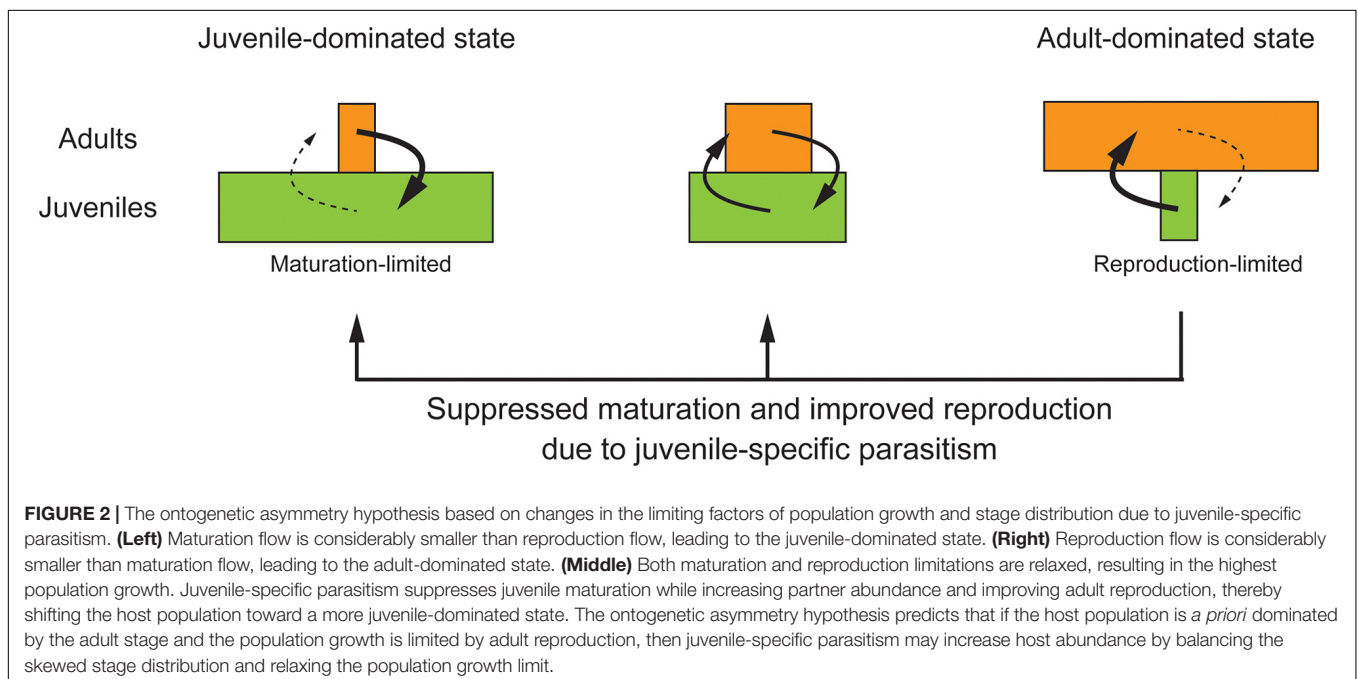 Juvenile-dominated state
Adult-dominated state
Adults
Juveniles
Maturation-limited
Reproduction-limited
Suppressed maturation and improved reproduction
due to juvenile-specific parasitism
FIGURE 2 | The ontogenetic asymmetry hypothesis based on changes in the limiting factors of population growth and stage distribution due to juvenile-specific
parasitism. (Left) Maturation flow is considerably smaller than reproduction flow, leading to the juvenile-dominated state. (Right) Reproduction flow is considerably
smaller than maturation flow, leading to the adult-dominated state. (Middle) Both maturation and reproduction limitations are relaxed, resulting in the highest
population growth. Juvenile-specific parasitism suppresses juvenile maturation while increasing partner abundance and improving adult reproduction, thereby
shifting the host population toward a more juvenile-dominated state. The ontogenetic asymmetry hypothesis predicts that if the host population is a priori dominated
by the adult stage and the population growth is limited by adult reproduction, then juvenile-specific parasitism may increase host abundance by balancing the
skewed stage distribution and relaxing the population growth limit.